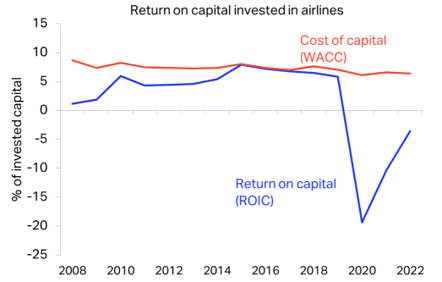 Return on capital invested in airlines
% of invested capital
15
10
5
0
-5
-10
-15
-20
-25
Cost of capital
(WACC)
Return on capital
(ROIC)
2008 2010 2012 2014 2016 2018 2020 2022